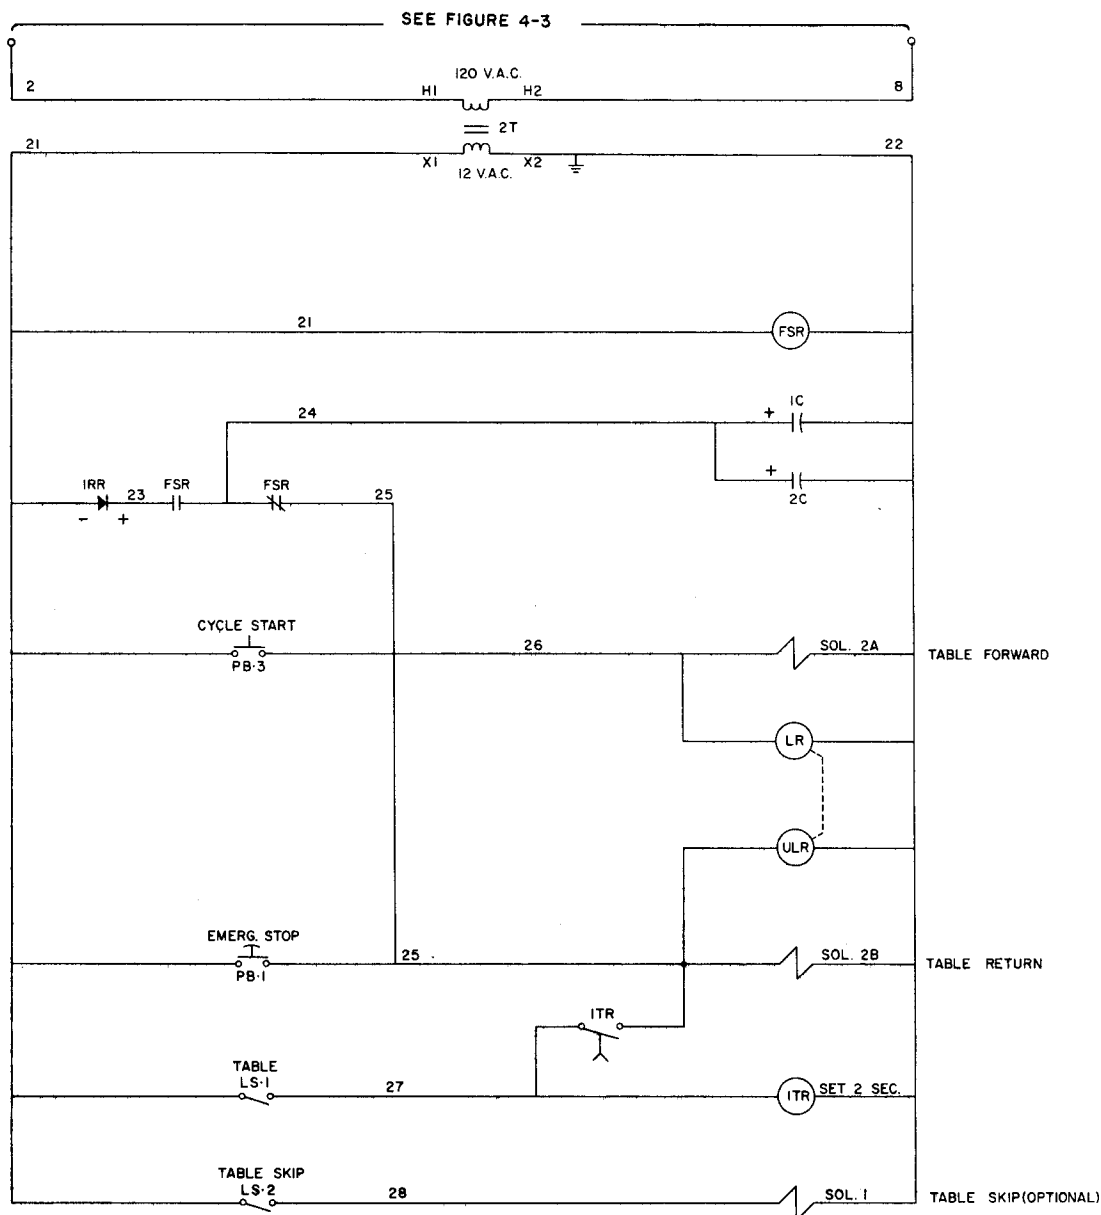 SEE FIGURE 4-3
2
120 V.A.C.
H1
H2
8
2T
21
22
X1
X2
12 V.A.C.
21
FSR
24
+
1C
+
2C
1RR
23
FSR
FSR
25
-
+
CYCLE START
PB-3
26
SOL. 2A
TABLE FORWARD
LR
ULR
EMERG. STOP
PB-1
25
SOL. 2B
TABLE RETURN
1TR
TABLE
LS-1
27
1TR
SET 2 SEC.
TABLE SKIP
LS-2
28
SOL. 1
TABLE SKIP(OPTIONAL)